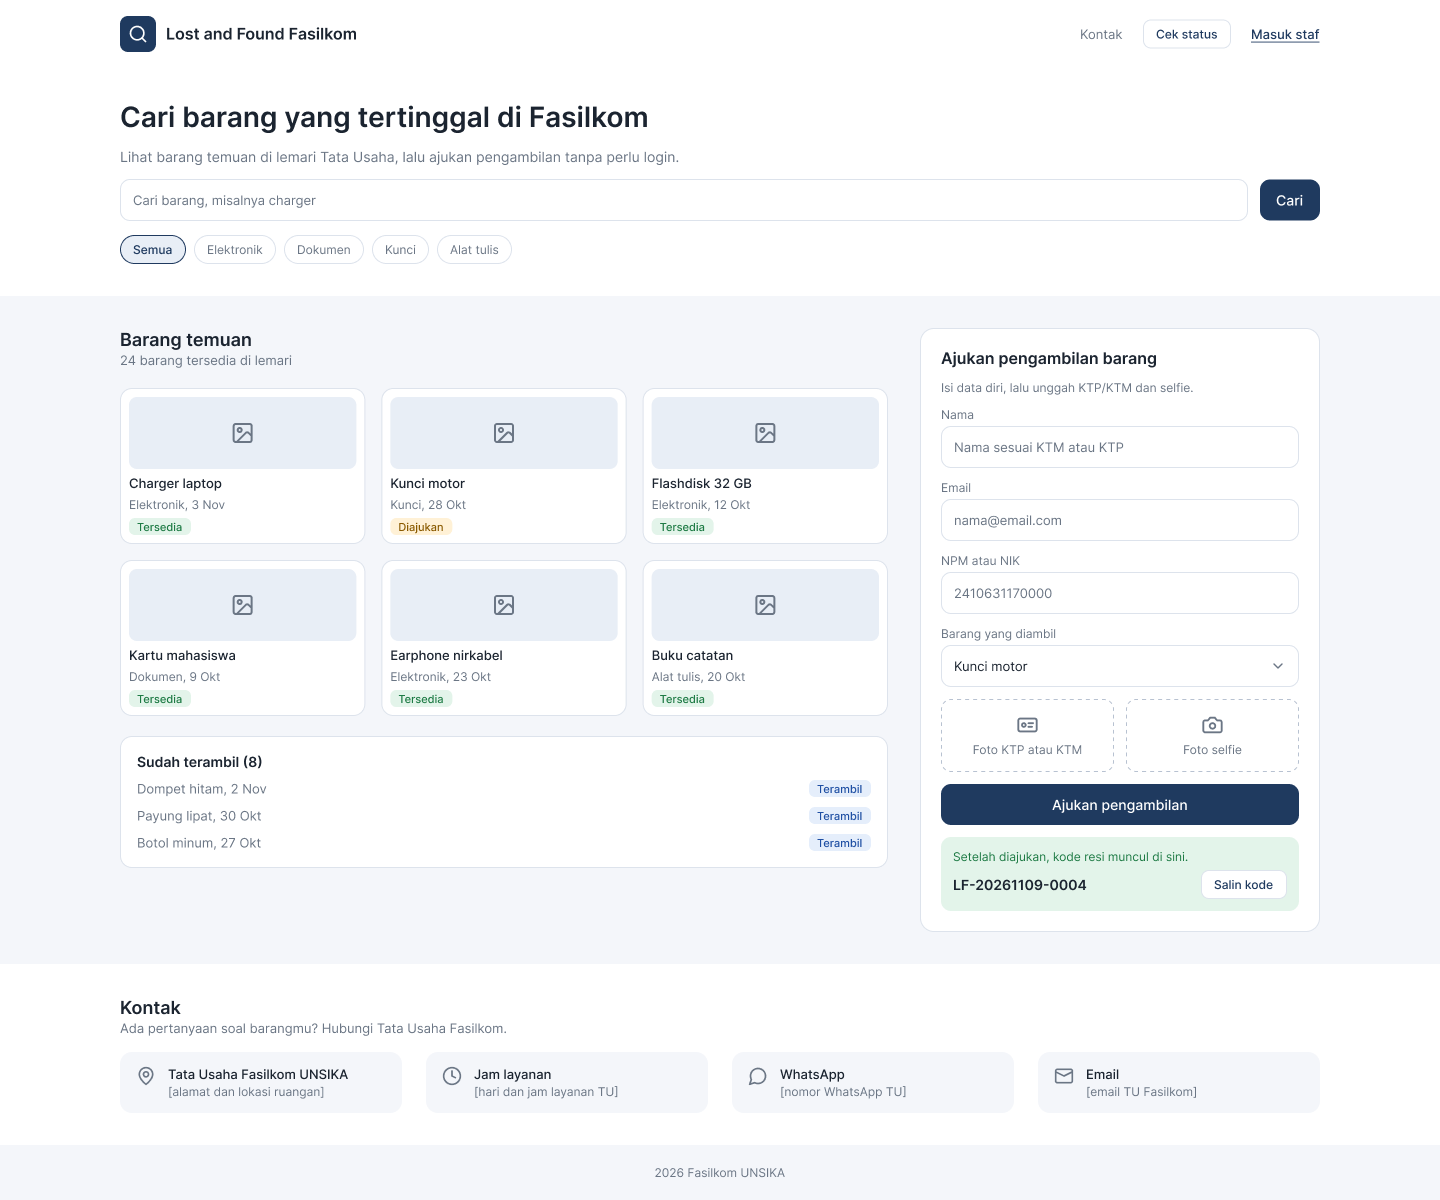 Lost and Found Fasilkom
Kontak
Cek status
Masuk staf
Cari barang yang tertinggal di Fasilkom
Lihat barang temuan di lemari Tata Usaha, lalu ajukan pengambilan tanpa perlu login.
Cari barang, misalnya charger
Cari
Semua
Elektronik
Dokumen
Kunci
Alat tulis
Barang temuan
24 barang tersedia di lemari
Charger laptop
Elektronik, 3 Nov
Tersedia
Kunci motor
Kunci, 28 Okt
Diajukan
Flashdisk 32 GB
Elektronik, 12 Okt
Tersedia
Kartu mahasiswa
Dokumen, 9 Okt
Tersedia
Earphone nirkabel
Elektronik, 23 Okt
Tersedia
Buku catatan
Alat tulis, 20 Okt
Tersedia
Sudah terambil (8)
Dompet hitam, 2 Nov
Terambil
Payung lipat, 30 Okt
Terambil
Botol minum, 27 Okt
Terambil
Ajukan pengambilan barang
Isi data diri, lalu unggah KTP/KTM dan selfie.
Nama
Nama sesuai KTM atau KTP
Email
nama@email.com
NPM atau NIK
2410631170000
Barang yang diambil
Kunci motor
Foto KTP atau KTM
Foto selfie
Ajukan pengambilan
Setelah diajukan, kode resi muncul di sini.
LF-20261109-0004
Salin kode
Kontak
Ada pertanyaan soal barangmu? Hubungi Tata Usaha Fasilkom.
Tata Usaha Fasilkom UNSIKA
[alamat dan lokasi ruangan]
Jam layanan
[hari dan jam layanan TU]
WhatsApp
[nomor WhatsApp TU]
Email
[email TU Fasilkom]
2026 Fasilkom UNSIKA